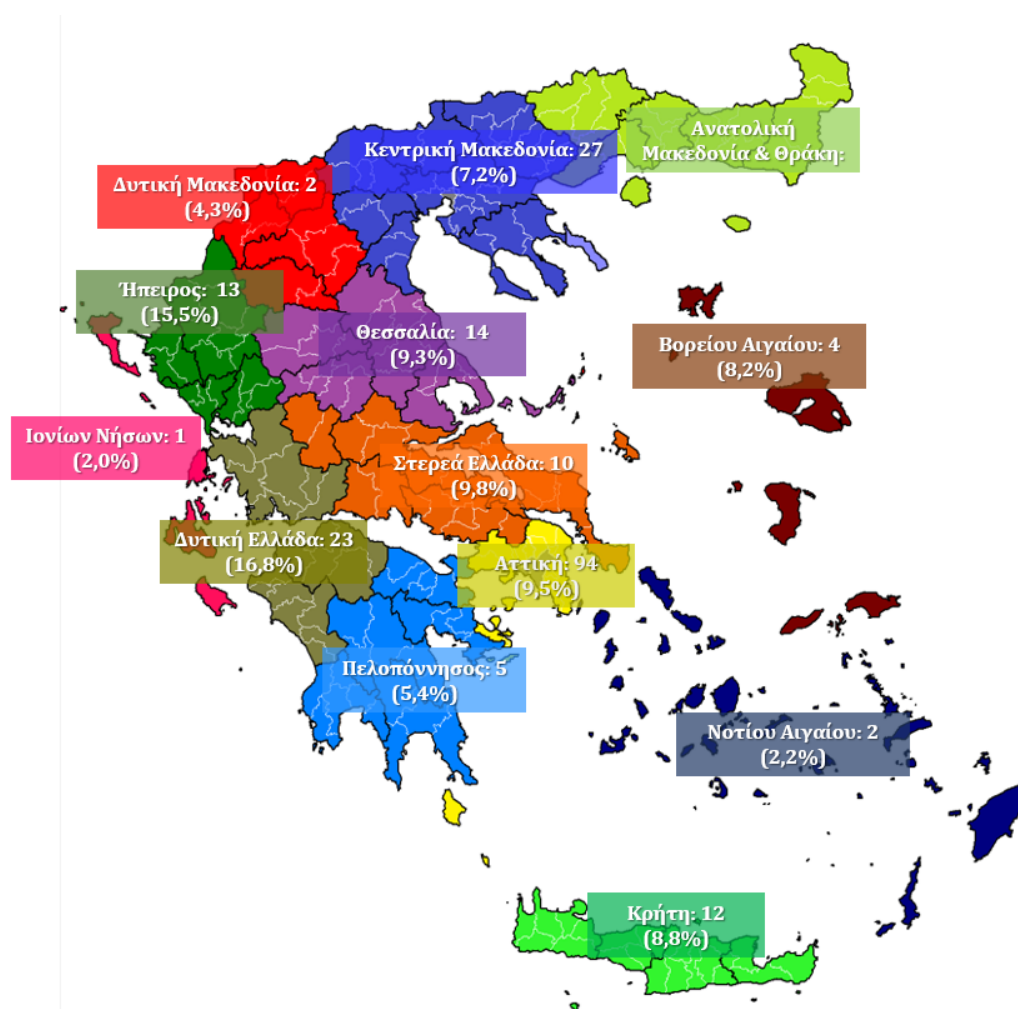 Ανατολική
Μακεδονία & Θράκη:
Κεντρική Μακεδονία: 27
(7,2%)
Δυτική Μακεδονία: 2
(4,3%)
Ήπειρος: 13
(15,5%)
Θεσσαλία: 14
(9,3%)
Βορείου Αιγαίου: 4
(8,2%)
Ιονίων Νήσων: 1
(2,0%)
Στερεά Ελλάδα: 10
(9,8%)
Δυτική Ελλάδα: 23
(16,8%)
Αττική: 94
(9,5%)
Πελοπόννησος: 5
(5,4%)
Νοτίου Αιγαίου: 2
(2,2%)
Κρήτη: 12
(8,8%)